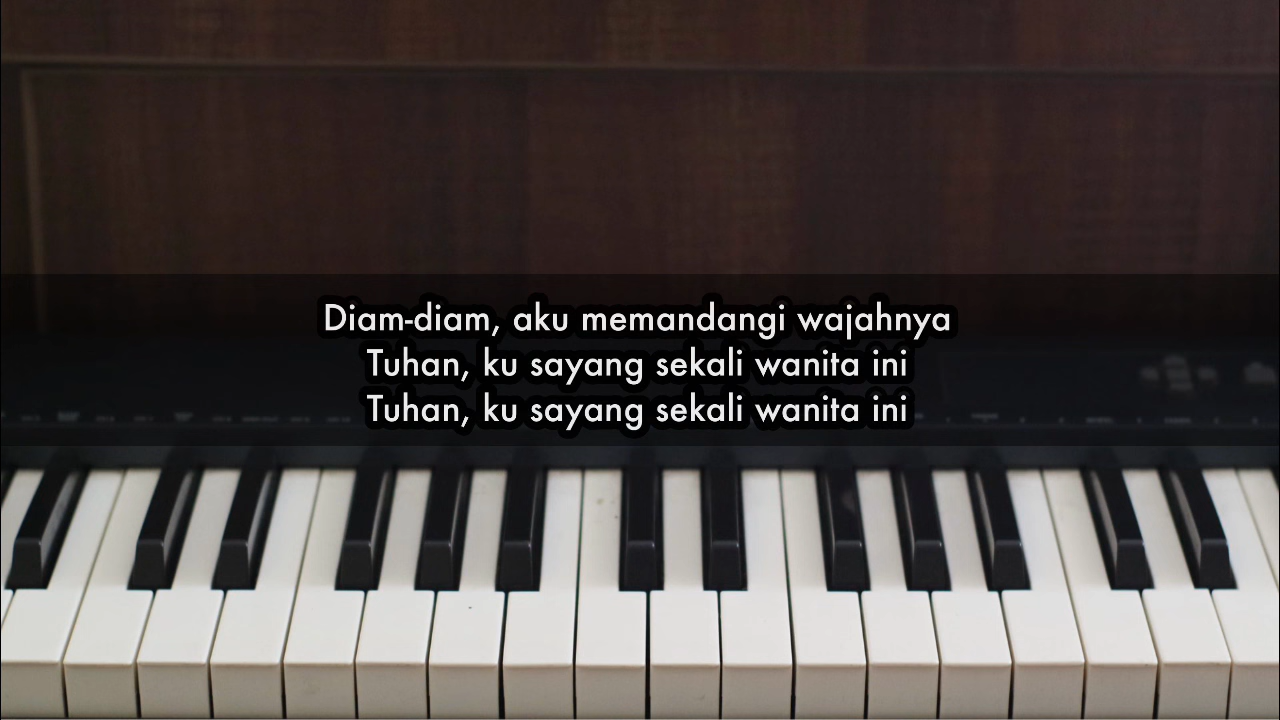 Diam-diam, aku memandangi wajahnya
Tuhan, ku sayang sekali wanita ini
Tuhan, ku sayang sekali wanita ini